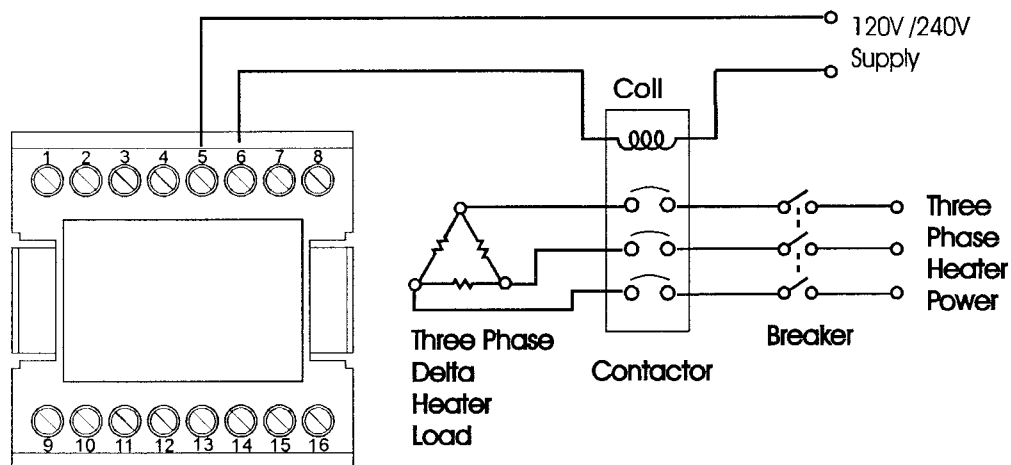 120V /240V
Supply
Coil
1 2 3 4 5 6 7 8
Three
Phase
Heater
Power
Breaker
Three Phase
Delta
Heater
Load
Contactor
9 10 11 12 13 14 15 16